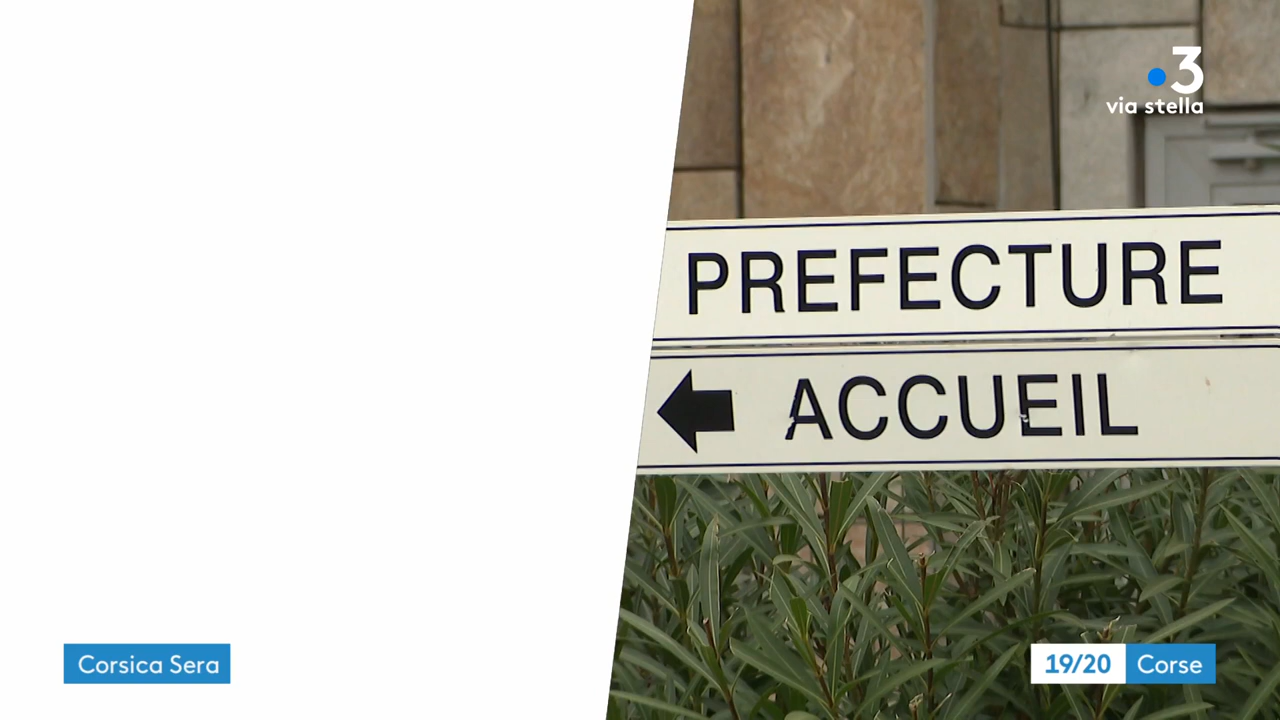 3
via stella
PREFECTURE
ACCUEIL
Corsica Sera
19/20 Corse